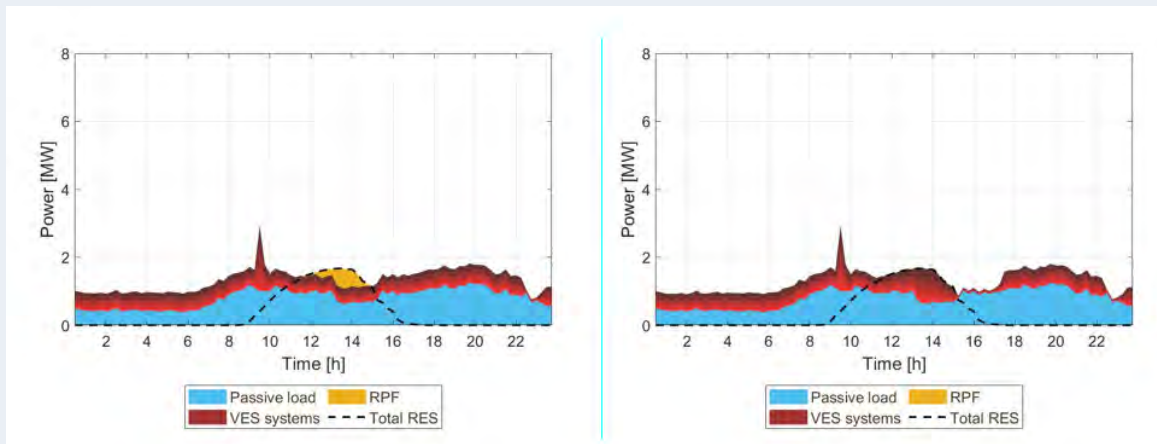 8
6
4
2
0
Power [MW]
2 4 6 8 10 12 14 16 18 20 22
Time [h]
Passive load RPF
VES systems Total RES
8
6
4
2
0
Power [MW]
2 4 6 8 10 12 14 16 18 20 22
Time [h]
Passive load RPF
VES systems Total RES